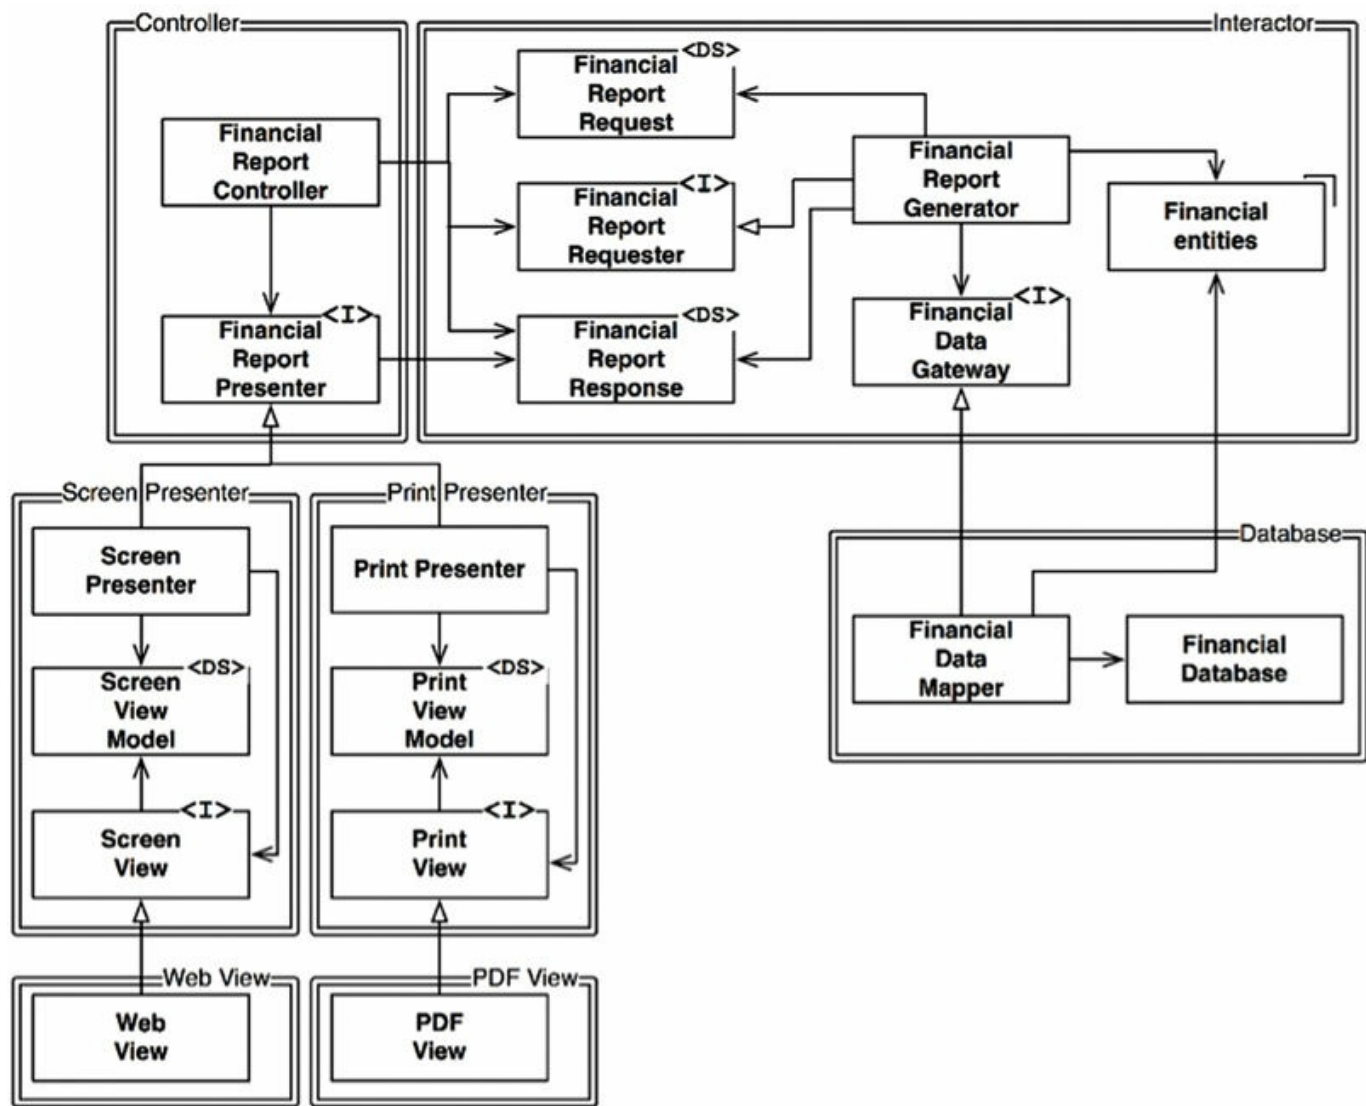 Controller
Interactor
<DS>
Financial
Report
Request
Financial
Report
Controller
Financial
Report
Generator
<I>
Financial
Report
Requester
Financial
entities
<I>
Financial
Report
Presenter
<DS>
Financial
Report
Response
<I>
Financial
Data
Gateway
Screen Presenter
Print Presenter
Database
Screen
Presenter
Print Presenter
Financial
Data
Mapper
Financial
Database
<DS>
Screen
View
Model
<DS>
Print
View
Model
<I>
Screen
View
<I>
Print
View
Web View
PDF View
Web
View
PDF
View